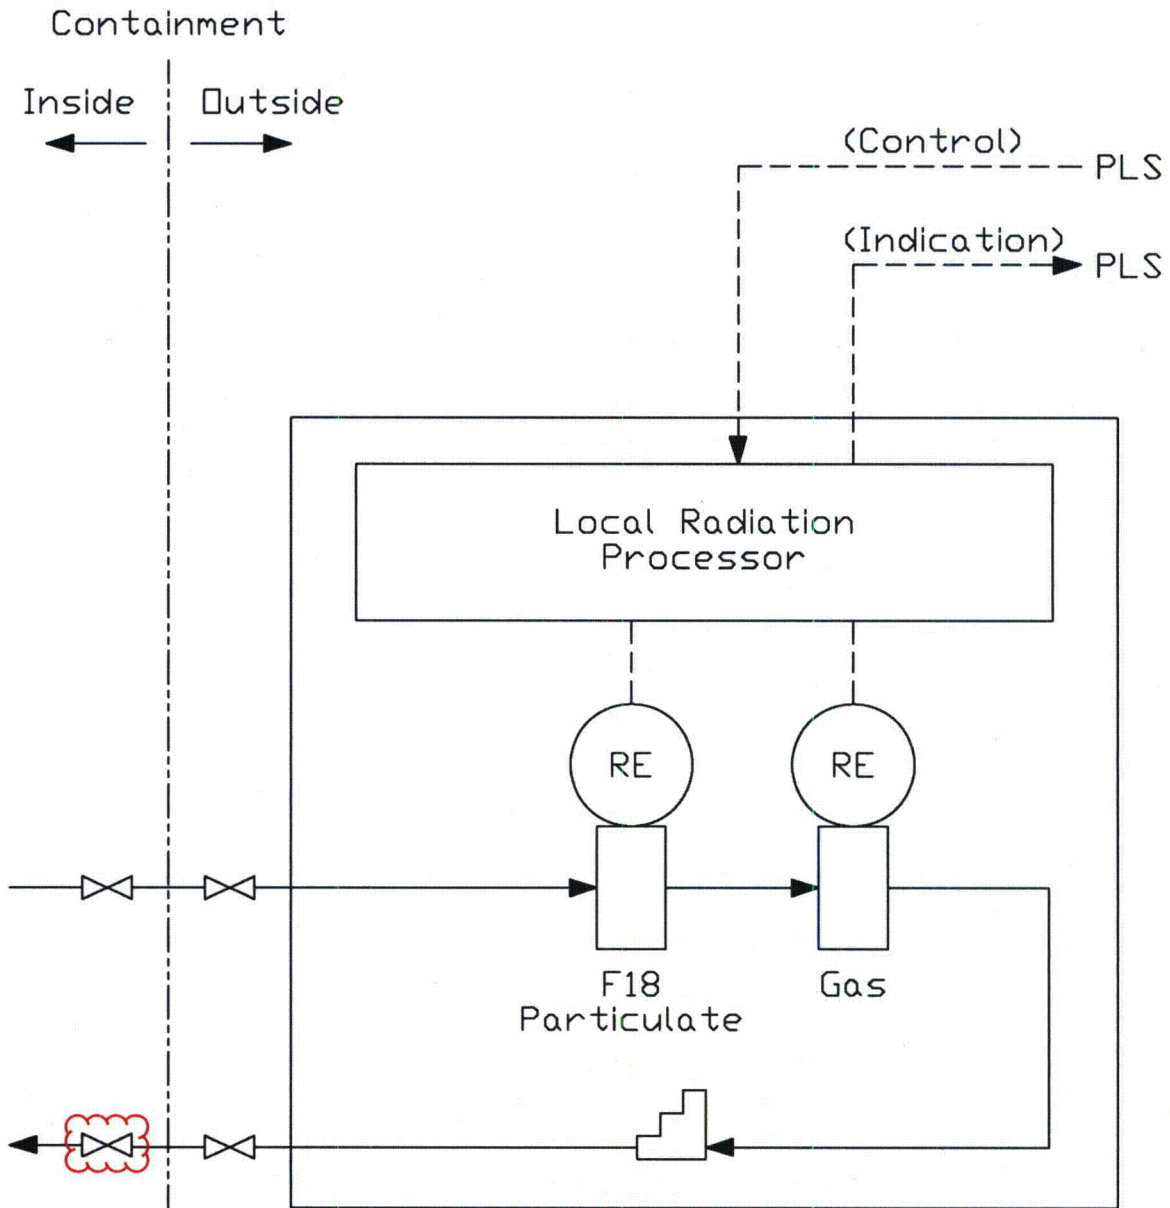 Containment
Inside Outside
(Control)
PLS
(Indication)
PLS
Local Radiation
Processor
RE RE
F18 Gas
Particulate